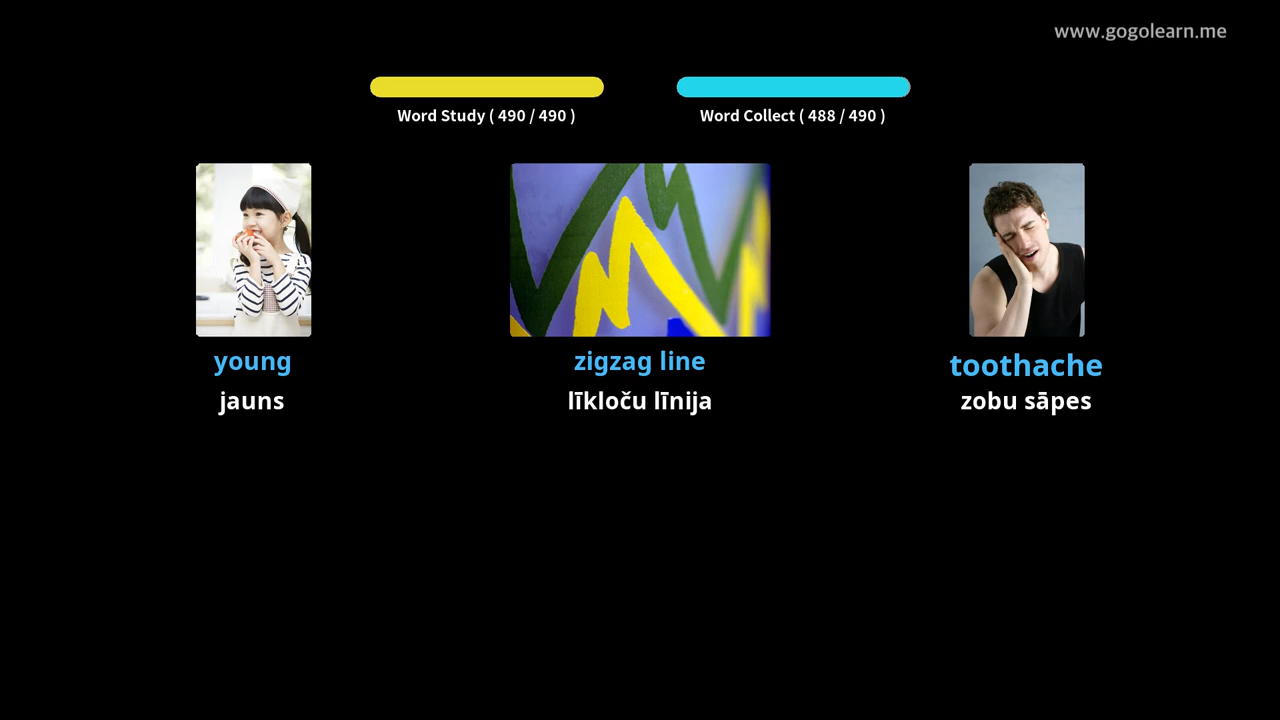 www.gogolearn.me
Word Study ( 490 / 490 )
Word Collect ( 488 / 490 )
young
jauns
zigzag line
līkloču līnija
toothache
zobu sāpes